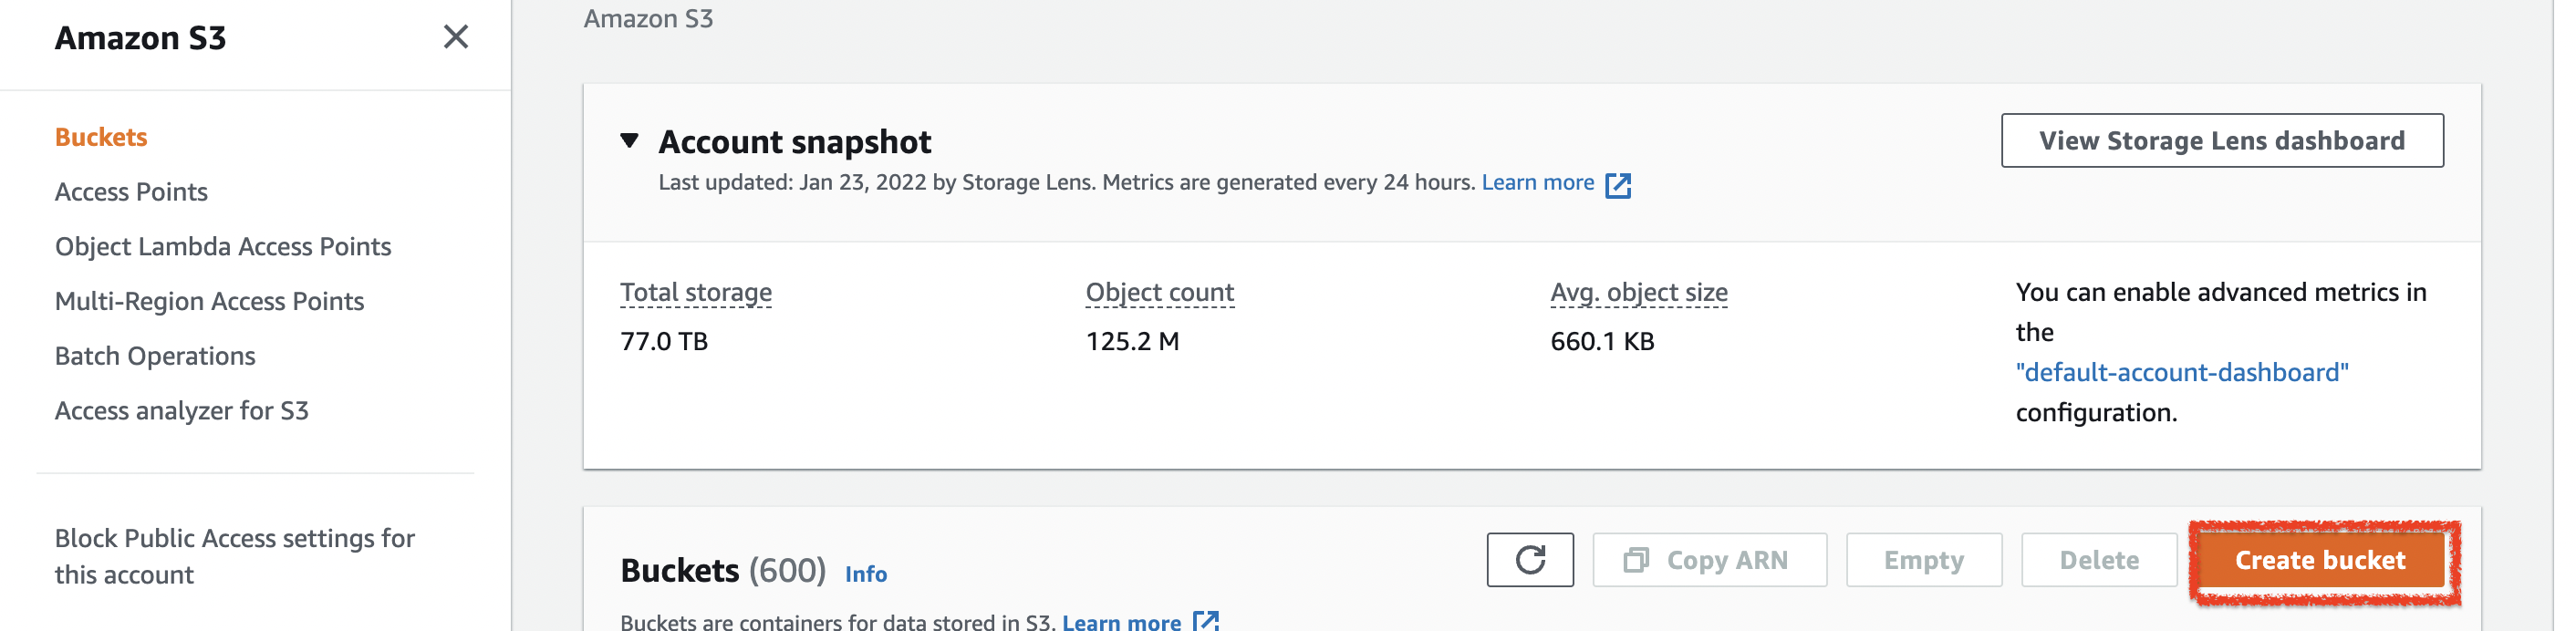 Amazon S3
Buckets
Access Points
Object Lambda Access Points
Multi-Region Access Points
Batch Operations
Access analyzer for S3
Block Public Access settings for
this account
Amazon S3
Account snapshot
Last updated: Jan 23, 2022 by Storage Lens. Metrics are generated every 24 hours. Learn more
View Storage Lens dashboard
Total storage
77.0 TB
Object count
125.2 M
Avg. object size
660.1 KB
You can enable advanced metrics in
the
"default-account-dashboard"
configuration.
Buckets (600) Info
Copy ARN
Empty
Delete
Create bucket
Buckets are containers for data stored in S3. Learn more